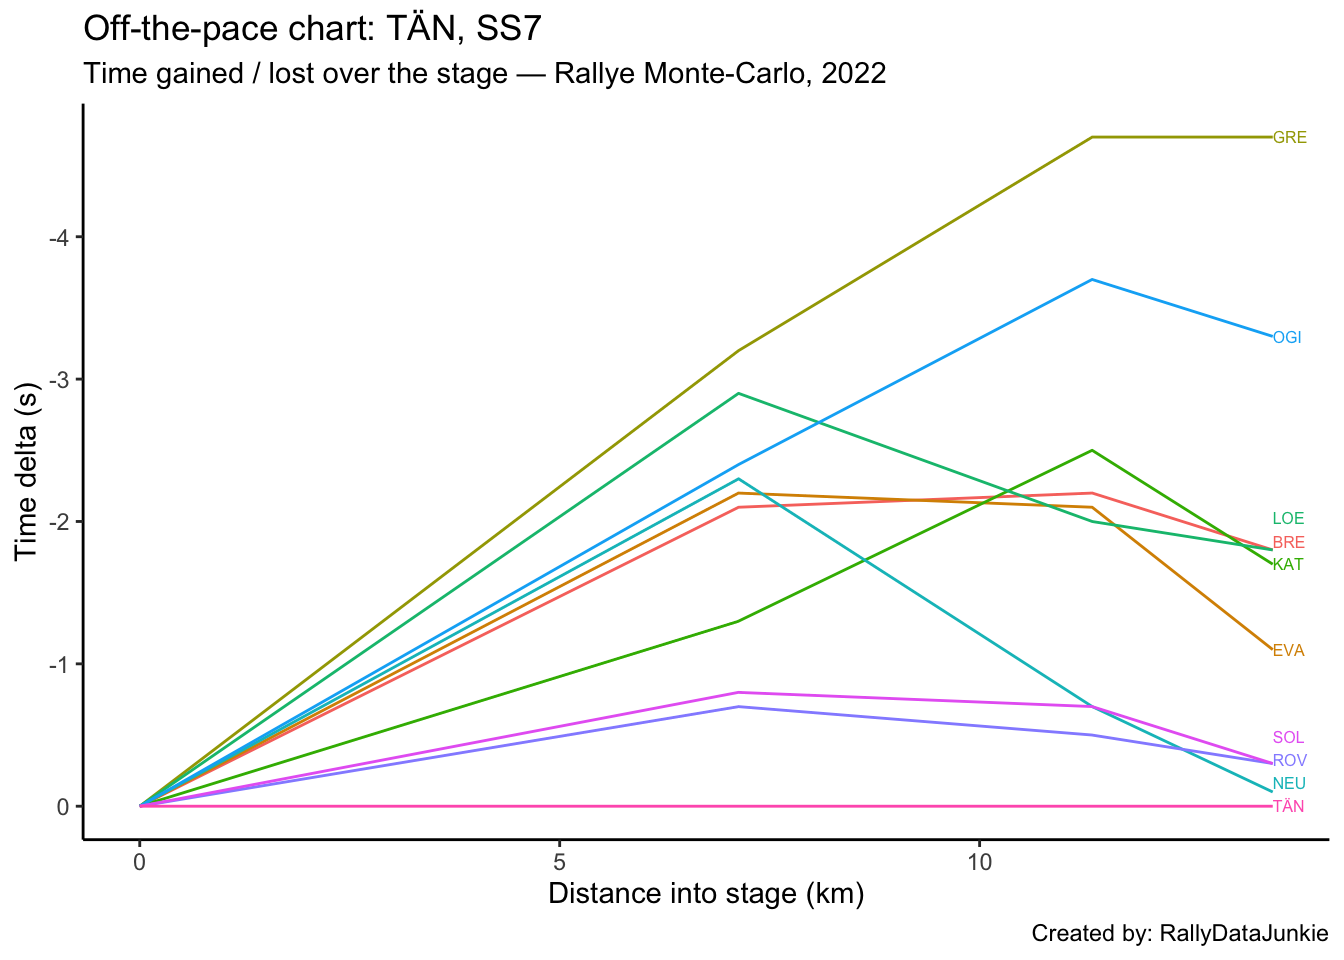 Off-the-pace chart: TÄN, SS7
Time gained / lost over the stage — Rallye Monte-Carlo, 2022
GRE
-4
OGI
-3
Time delta (s)
LOE
-2
BRE
KAT
EVA
-1
SOL
ROV
NEU
0
TÄN
0 5 10
Distance into stage (km)
Created by: RallyDataJunkie